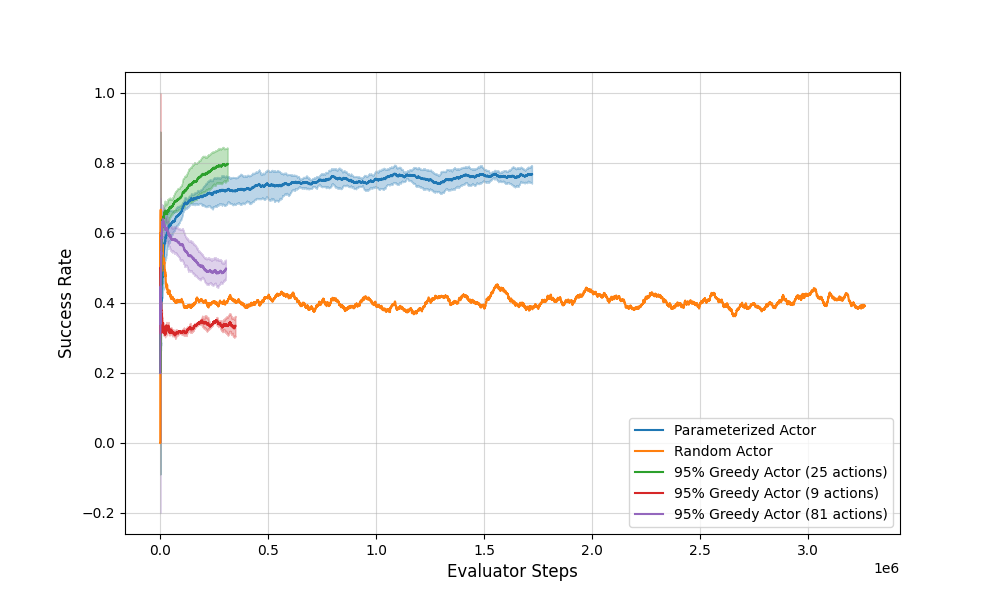 1.0
0.8
0.6
0.4
0.2
0.0
−0.2
Success Rate
0.0 0.5 1.0 1.5 2.0 2.5 3.0
1e6
Evaluator Steps
Parameterized Actor
Random Actor
95% Greedy Actor (25 actions)
95% Greedy Actor (9 actions)
95% Greedy Actor (81 actions)